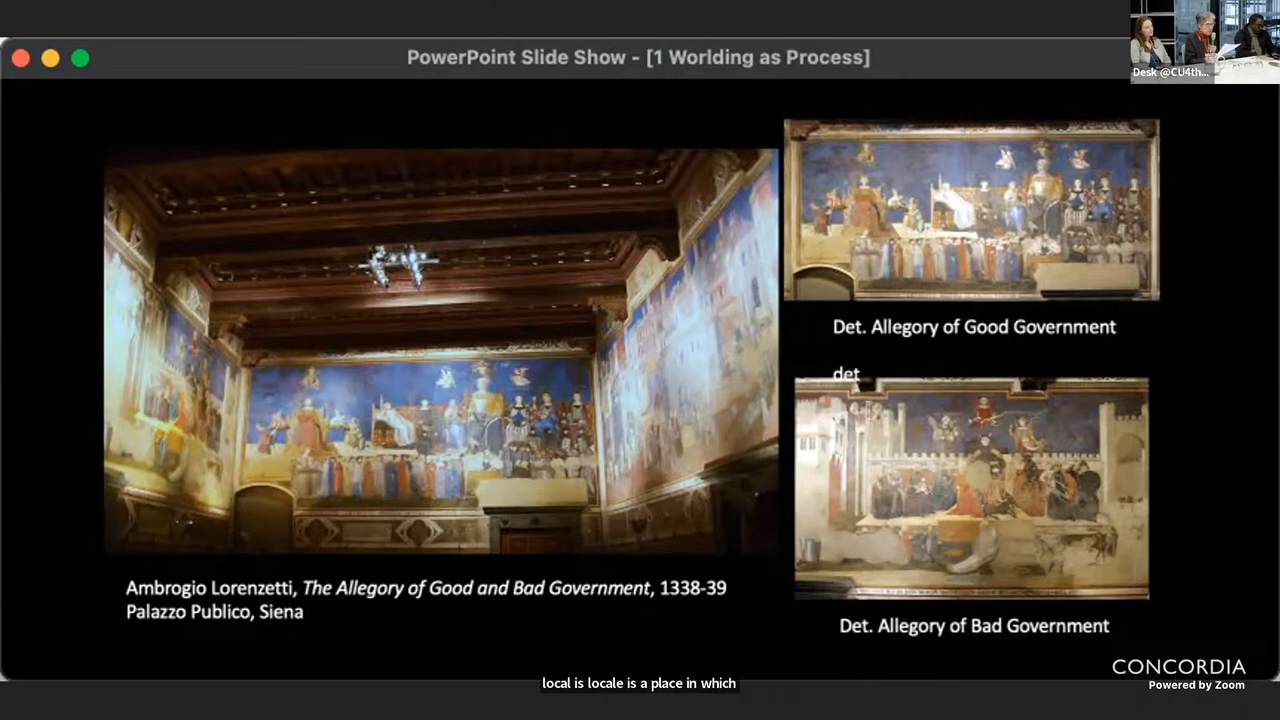 PowerPoint Slide Show - [1 Worlding as Process]
Desk @CU4th...
Det. Allegory of Good Government
det
Ambrogio Lorenzetti, The Allegory of Good and Bad Government, 1338-39
Palazzo Publico, Siena
Det. Allegory of Bad Government
CONCORDIA
Powered by Zoom
local is locale is a place in which